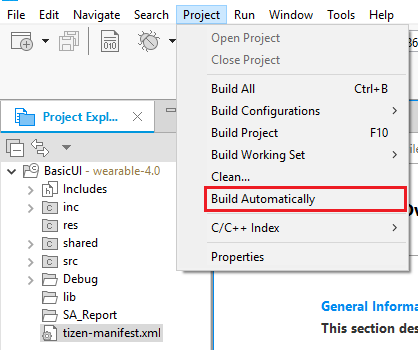 File Edit Navigate Search Project Run Window Tools Help
Open Project
Close Project
Build All Ctrl+B
Build Configurations
Build Project F10
Build Working Set
Clean...
Build Automatically
C/C++ Index
Properties
010
Project Expl...
BasicUI - wearable-4.0
Includes
inc
res
shared
src
Debug
lib
SA_Report
tizen-manifest.xml
General Informa
This section des